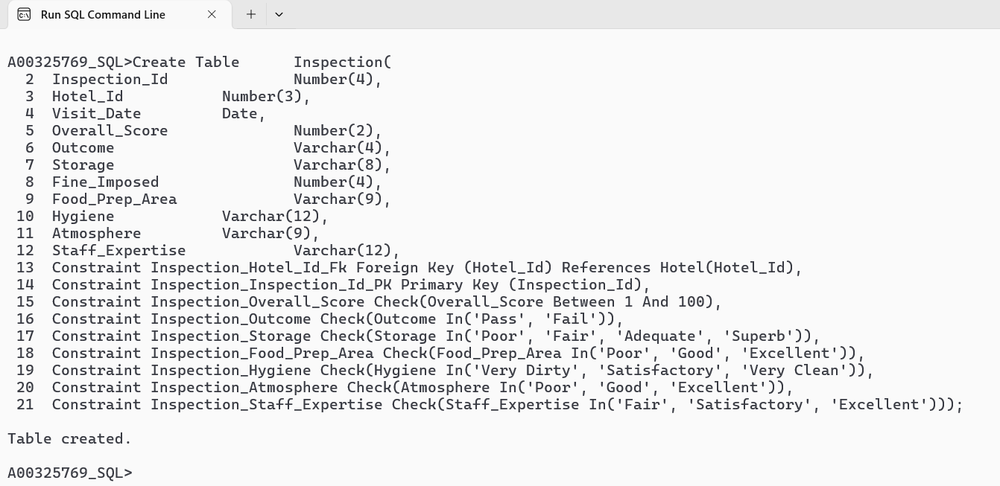 Run SQL Command Line
A00325769_SQL>Create Table      Inspection(
  2  Inspection_Id              Number(4),
  3  Hotel_Id           Number(3),
  4  Visit_Date         Date,
  5  Overall_Score              Number(2),
  6  Outcome                    Varchar(4),
  7  Storage                    Varchar(8),
  8  Fine_Imposed               Number(4),
  9  Food_Prep_Area             Varchar(9),
 10  Hygiene            Varchar(12),
 11  Atmosphere         Varchar(9),
 12  Staff_Expertise            Varchar(12),
 13  Constraint Inspection_Hotel_Id_Fk Foreign Key (Hotel_Id) References Hotel(Hotel_Id),
 14  Constraint Inspection_Inspection_Id_PK Primary Key (Inspection_Id),
 15  Constraint Inspection_Overall_Score Check(Overall_Score Between 1 And 100),
 16  Constraint Inspection_Outcome Check(Outcome In('Pass', 'Fail')),
 17  Constraint Inspection_Storage Check(Storage In('Poor', 'Fair', 'Adequate', 'Superb')),
 18  Constraint Inspection_Food_Prep_Area Check(Food_Prep_Area In('Poor', 'Good', 'Excellent')),
 19  Constraint Inspection_Hygiene Check(Hygiene In('Very Dirty', 'Satisfactory', 'Very Clean')),
 20  Constraint Inspection_Atmosphere Check(Atmosphere In('Poor', 'Good', 'Excellent')),
 21  Constraint Inspection_Staff_Expertise Check(Staff_Expertise In('Fair', 'Satisfactory', 'Excellent')));
Table created.
A00325769_SQL>